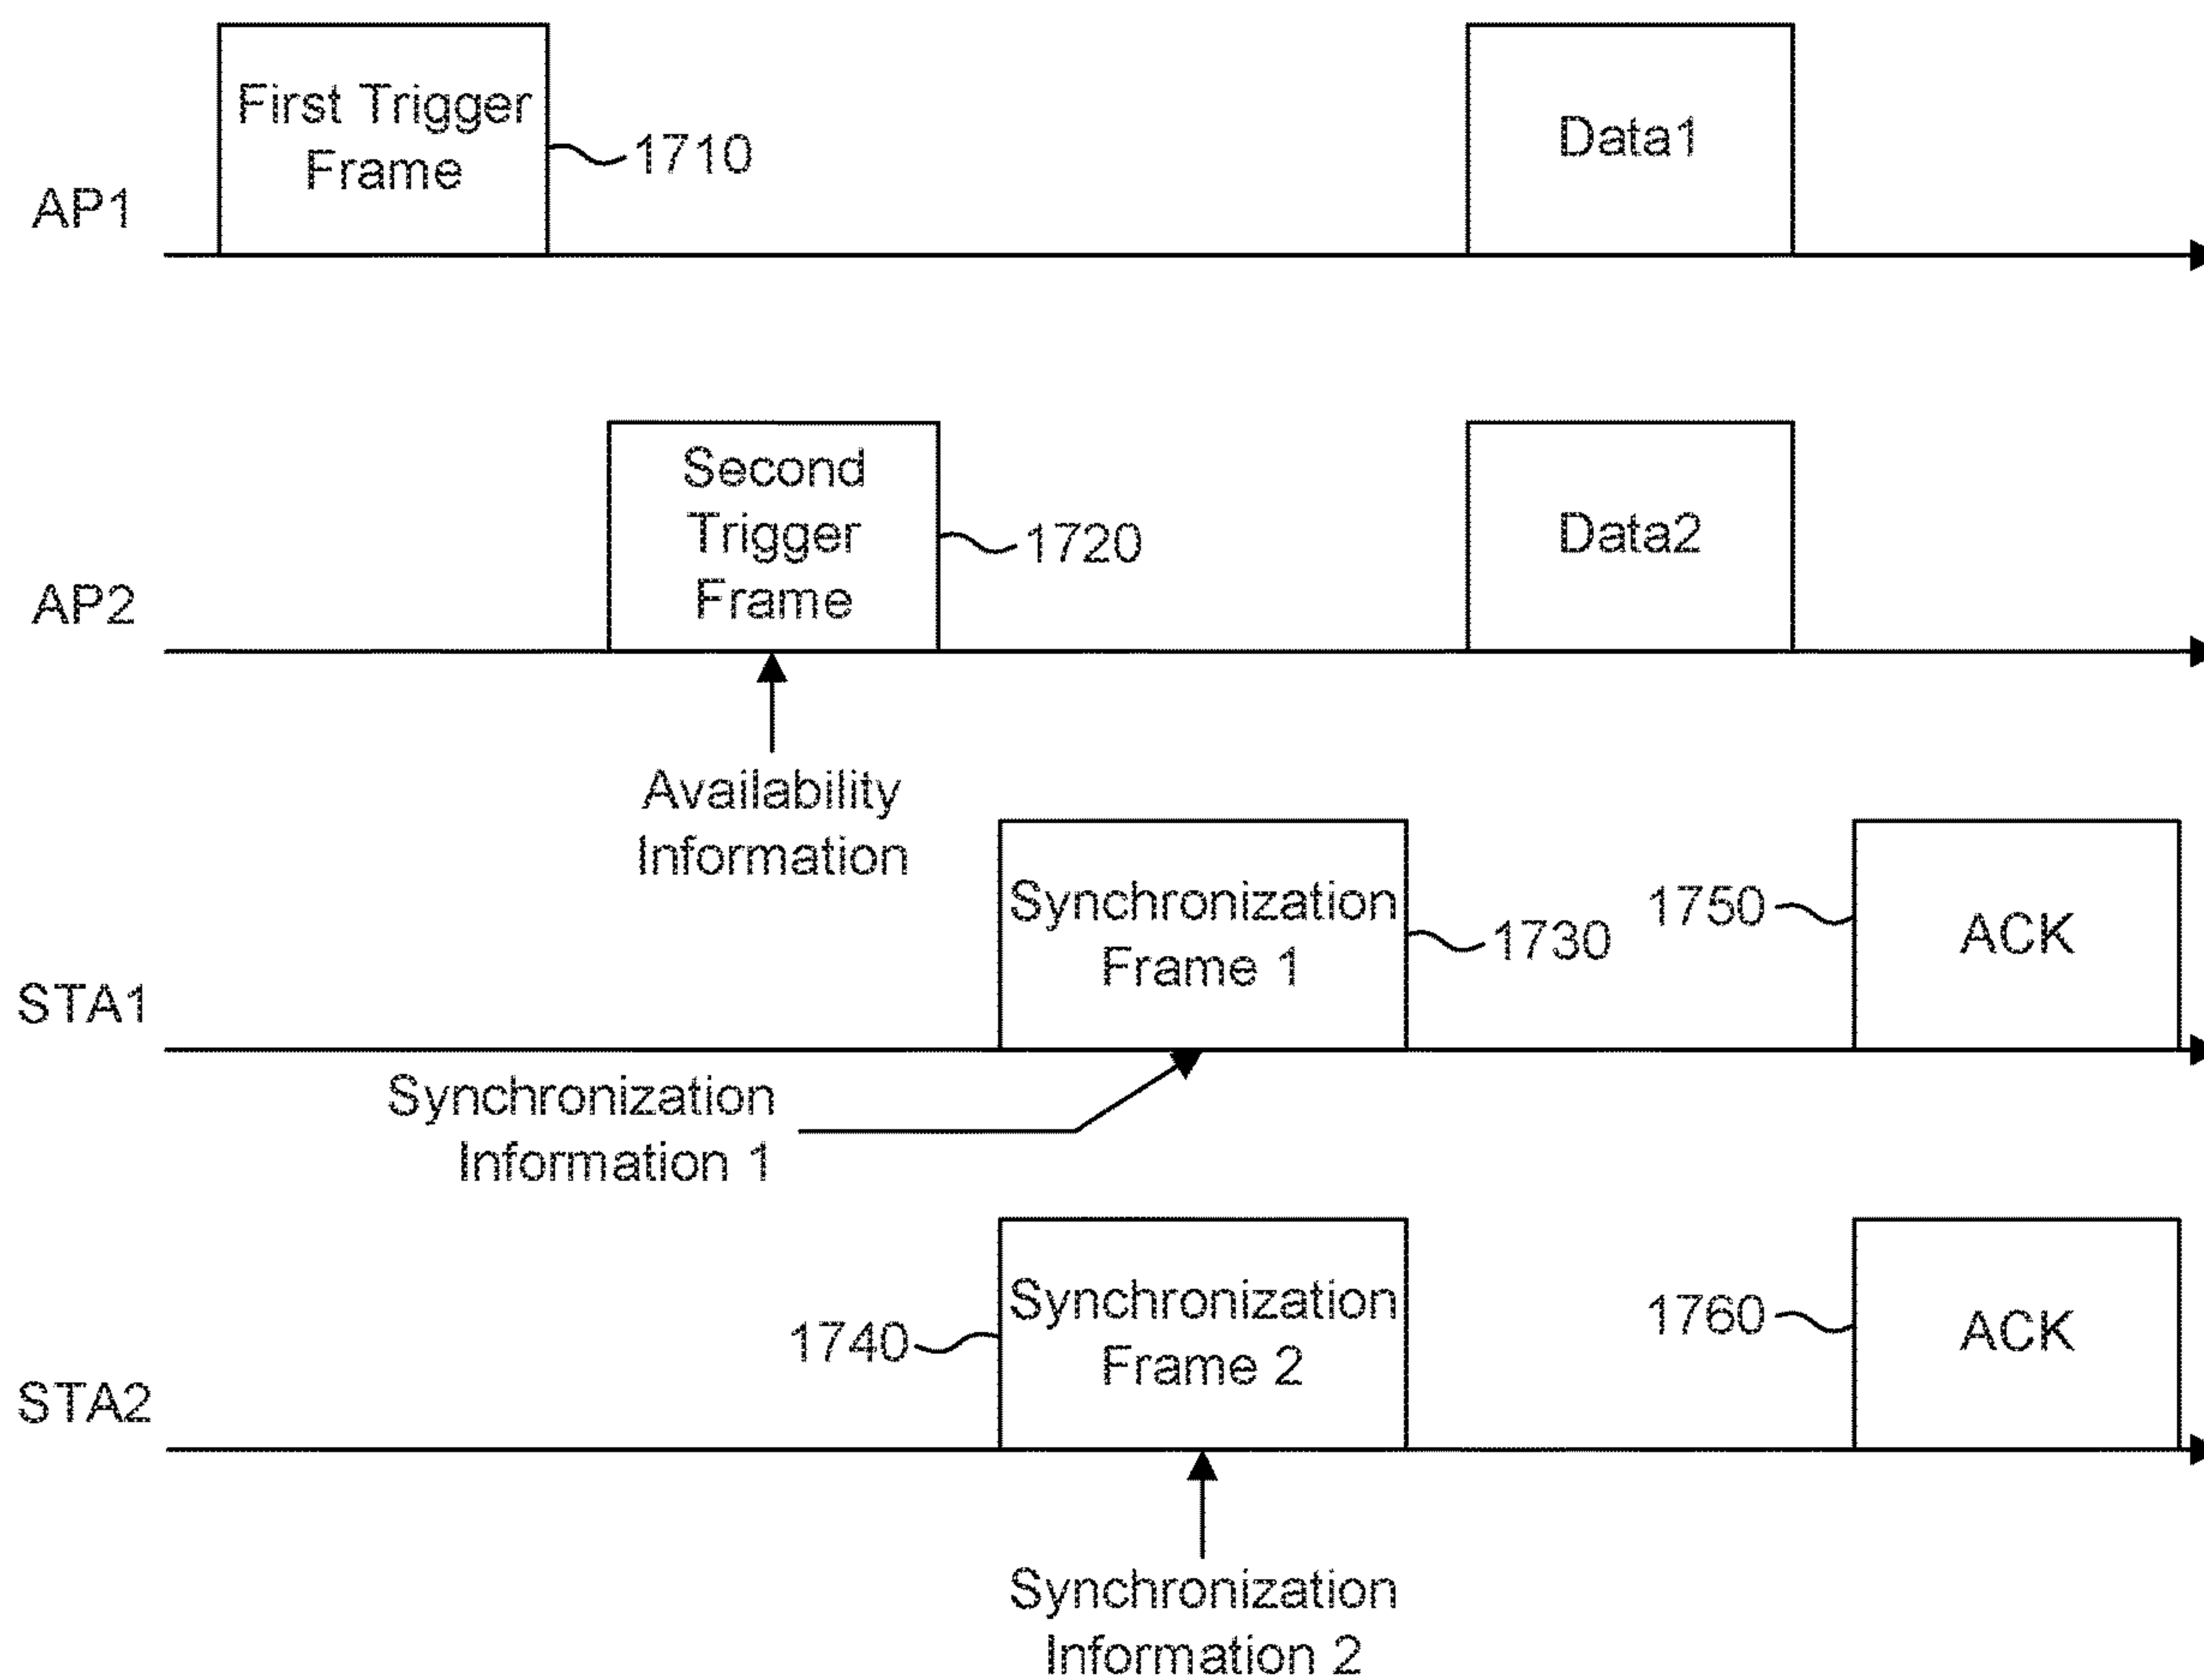 First Trigger
Frame
1710
Data1
AP1
Second
Trigger
Frame
1720
Data2
AP2
Availability
Information
Synchronization
Frame 1
1730
1750
ACK
STA1
Synchronization
Information 1
1740
Synchronization
Frame 2
1760
ACK
STA2
Synchronization
Information 2